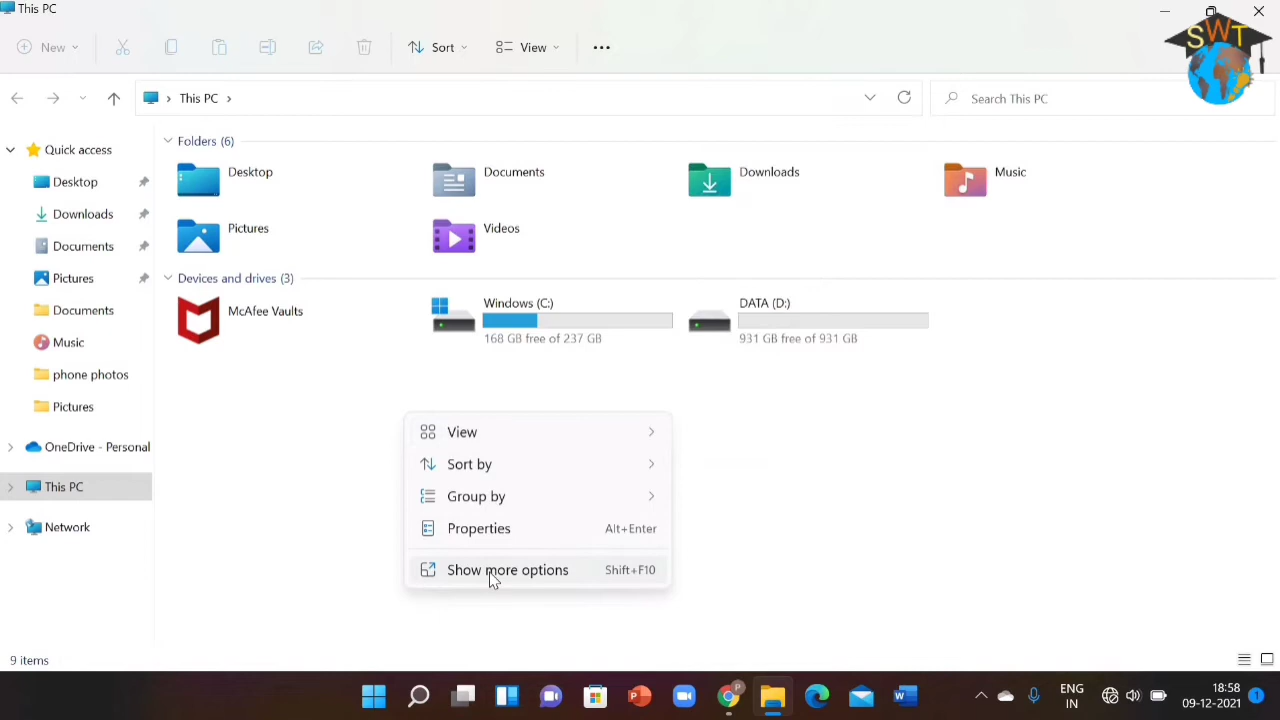 This PC
New
Sort
View
SWT
This PC
Search This PC
Quick access
Desktop
Downloads
Documents
Pictures
Documents
Music
phone photos
Pictures
OneDrive - Personal
This PC
Network
Folders (6)
Desktop
Documents
Downloads
Music
Pictures
Videos
Devices and drives (3)
McAfee Vaults
Windows (C:)
168 GB free of 237 GB
DATA (D:)
931 GB free of 931 GB
View
Sort by
Group by
Properties Alt+Enter
Show more options Shift+F10
9 items
P
ENG
IN
18:58
09-12-2021
1